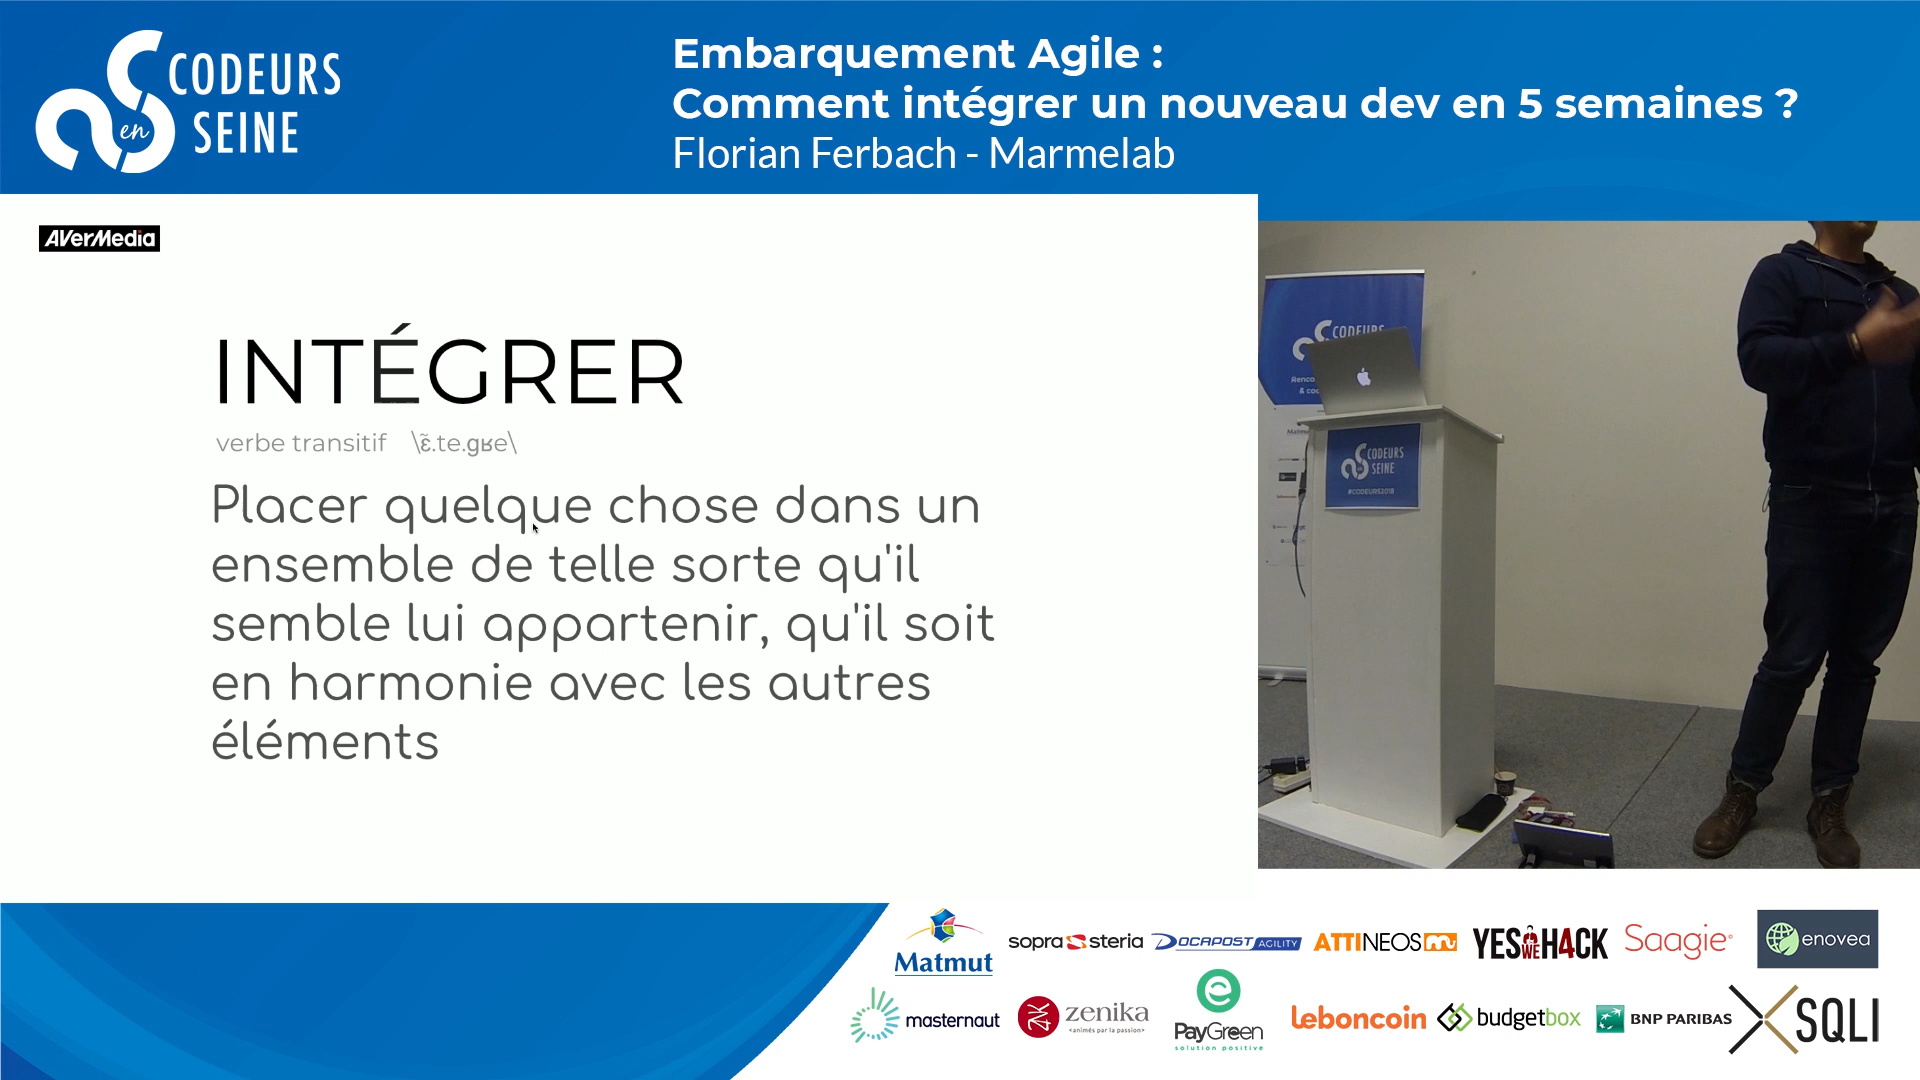 CODEURS
en
SEINE
Embarquement Agile :
Comment intégrer un nouveau dev en 5 semaines ?
Florian Ferbach - Marmelab
AVerMedia
INTÉGRER
verbe transitif \ɛ̃.te.gʁe\
Placer quelque chose dans un
ensemble de telle sorte qu'il
semble lui appartenir, qu'il soit
en harmonie avec les autres
éléments
CODEURS
CODEURS
en
SEINE
#CODEURS2018
Matmut
sopra steria
DOCAPOST AGILITY
ATTINEOS
YES WE H4CK
Saagie
enovea
masternaut
zenika
<animés par la passion>
PayGreen
solution positive
leboncoin
budgetbox
BNP PARIBAS
SQLI